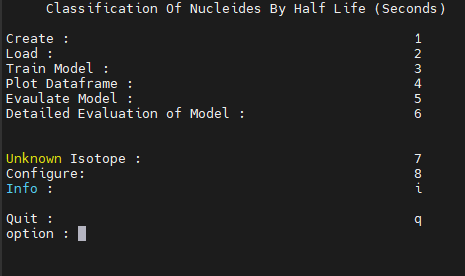 Classification Of Nucleides By Half Life (Seconds)
Create : 1
Load : 2
Train Model : 3
Plot Dataframe : 4
Evaulate Model : 5
Detailed Evaluation of Model : 6
Unknown Isotope : 7
Configure: 8
Info : i
Quit : q
option :